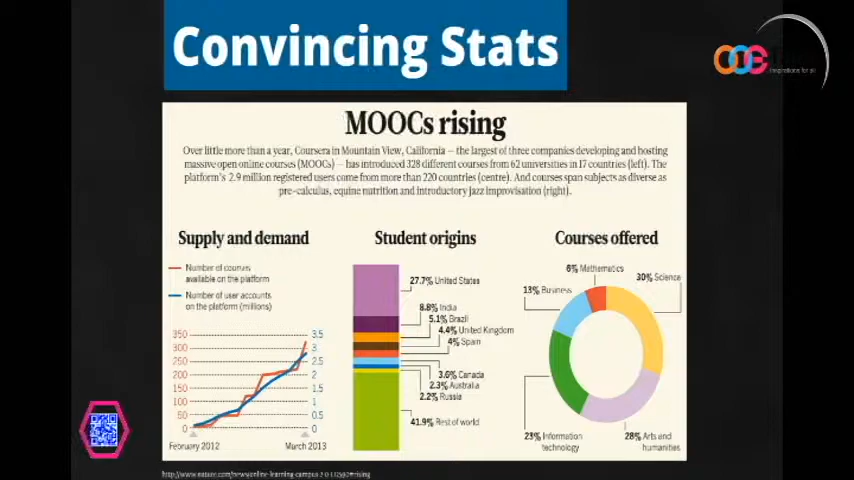 Convincing Stats
MOOCs rising
Over little more than a year, Coursera in Mountain View, California — the largest of three companies developing and hosting
massive open online courses (MOOCs) — has introduced 328 different courses from 62 universities in 17 countries (left). The
platform's 2.9 million registered users come from more than 220 countries (centre). And courses span subjects as diverse as
pre-calculus, equine nutrition and introductory jazz improvisation (right).
Supply and demand
Number of courses
available on the platform
Number of user accounts
on the platform (millions)
350 3.5
300 3
250 2.5
200 2
150 1.5
100 1
50 0.5
0 0
February 2012 March 2013
Student origins
27.7% United States
8.8% India
5.1% Brazil
4.4% United Kingdom
4% Spain
3.6% Canada
2.3% Australia
2.2% Russia
41.9% Rest of world
Courses offered
6% Mathematics
30% Science
13% Business
23% Information
technology
28% Arts and
humanities